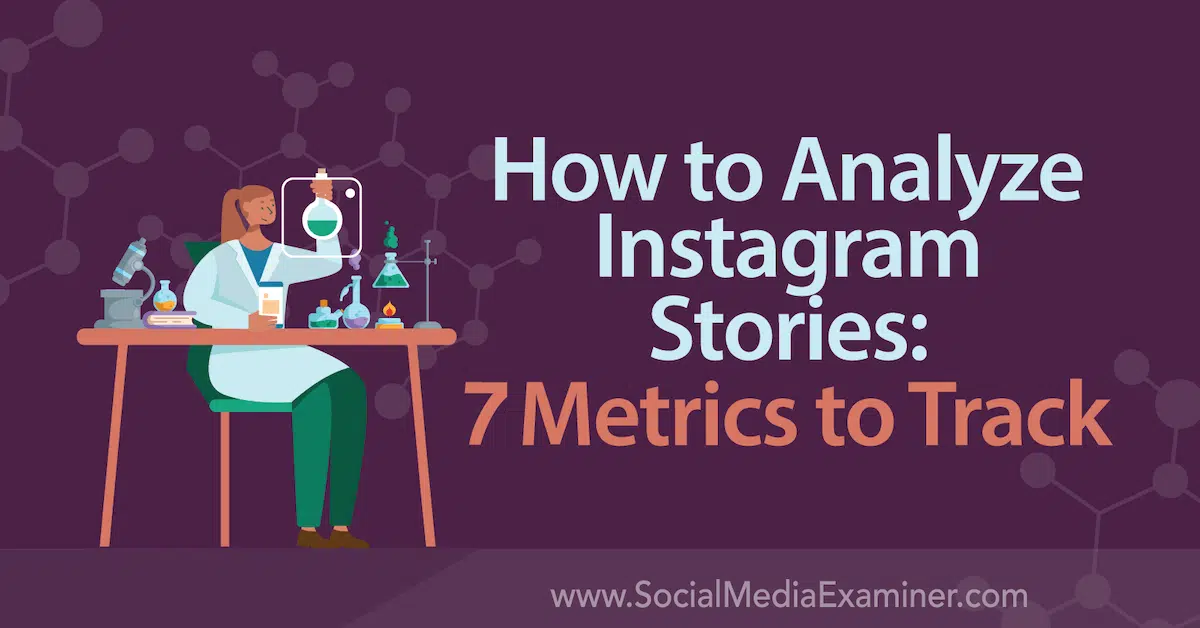 How to Analyze
Instagram
Stories:
7 Metrics to Track
www.SocialMediaExaminer.com